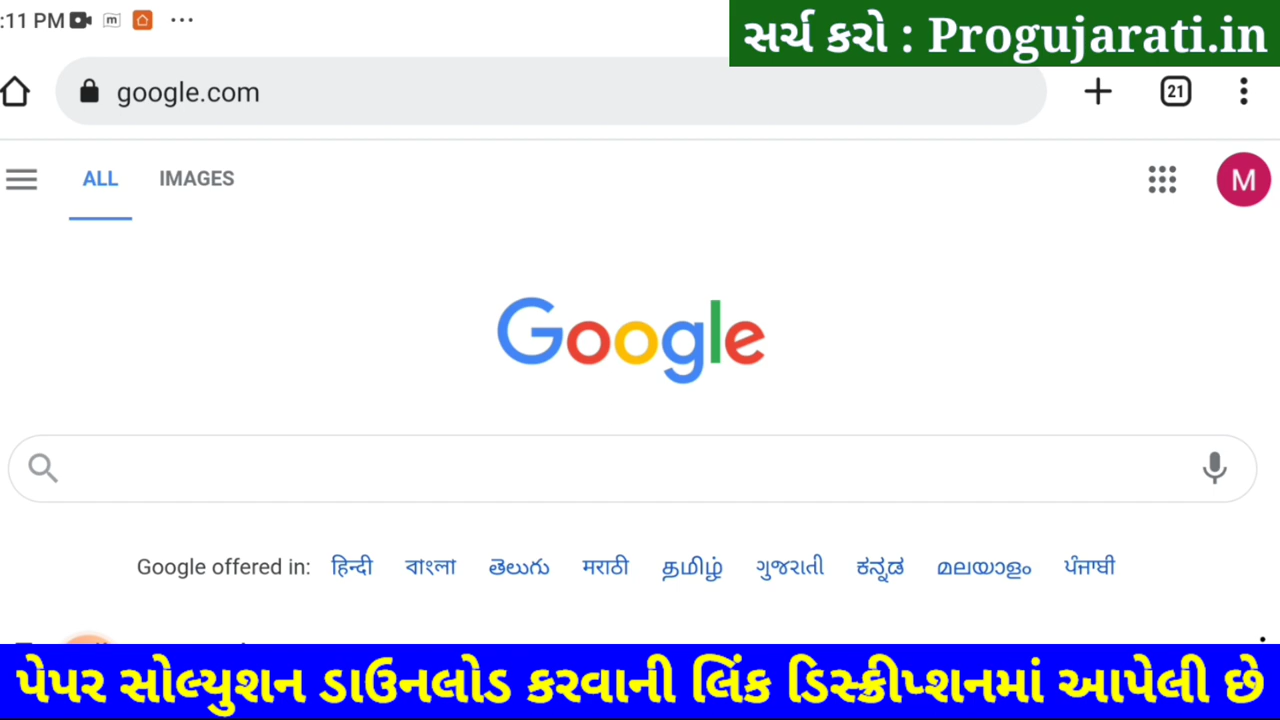 :11 PM
સર્ચ કરો : Progujarati.in
google.com
21
ALL IMAGES
M
Google
Google offered in: हिन्दी বাংলা తెలుగు मराठी தமிழ் ગુજરાતી ಕನ್ನಡ മലയാളം ਪੰਜਾਬੀ
પેપર સોલ્યુશન ડાઉનલોડ કરવાની લિંક ડિસ્ક્રીપ્શનમાં આપેલી છે